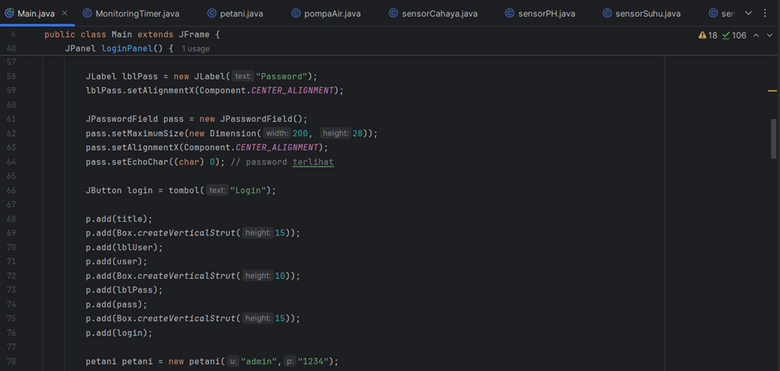 Main.java × MonitoringTimer.java petani.java pompaAir.java sensorCahaya.java sensorPH.java sensorSuhu.java
4 public class Main extends JFrame { 18 106
40 JPanel loginPanel() { 1 usage
57
58 JLabel lblPass = new JLabel( text: "Password");
59 lblPass.setAlignmentX(Component.CENTER_ALIGNMENT);
60
61 JPasswordField pass = new JPasswordField();
62 pass.setMaximumSize(new Dimension( width: 200, height: 28));
63 pass.setAlignmentX(Component.CENTER_ALIGNMENT);
64 pass.setEchoChar((char) 0); // password terlihat
65
66 JButton login = tombol( text: "Login");
67
68 p.add(title);
69 p.add(Box.createVerticalStrut( height: 15));
70 p.add(lblUser);
71 p.add(user);
72 p.add(Box.createVerticalStrut( height: 10));
73 p.add(lblPass);
74 p.add(pass);
75 p.add(Box.createVerticalStrut( height: 15));
76 p.add(login);
77
78 petani petani = new petani( u: "admin", p: "1234");